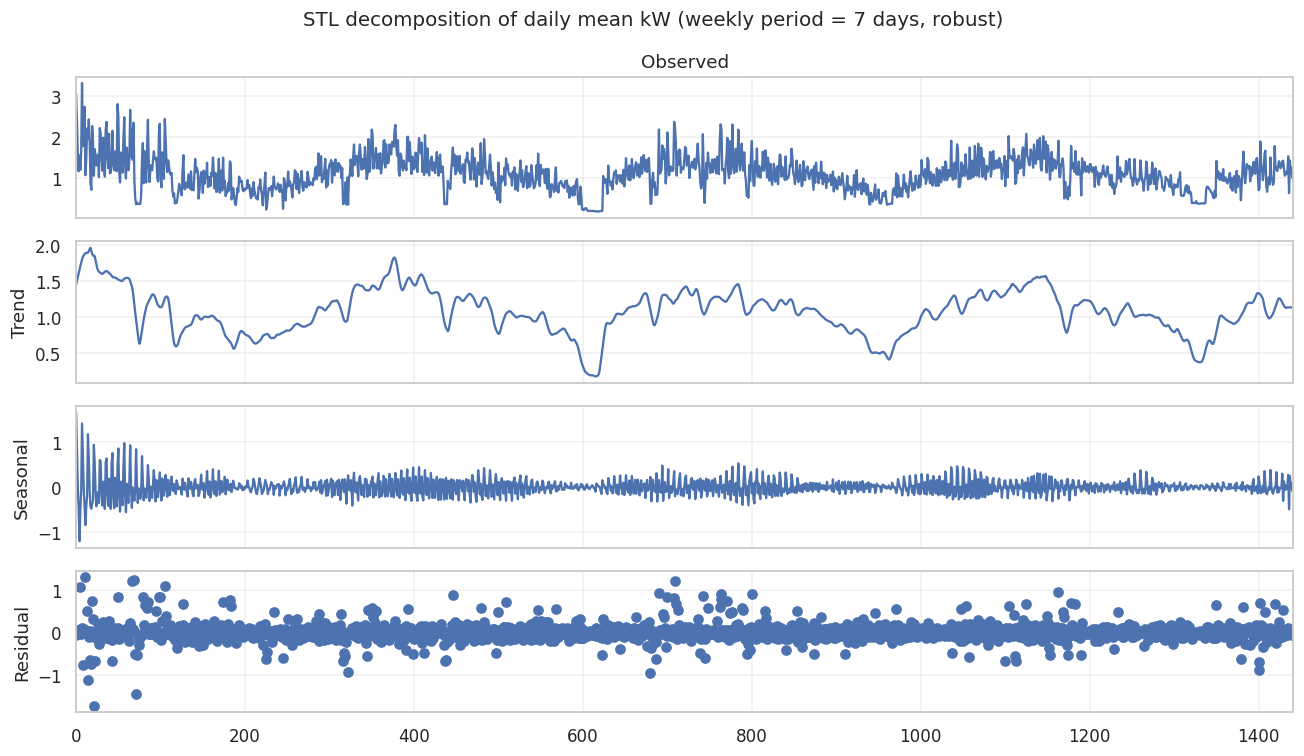 STL decomposition of daily mean kW (weekly period = 7 days, robust)
Observed
3
2
1
Trend
2.0
1.5
1.0
0.5
Seasonal
1
0
−1
Residual
1
0
−1
0 200 400 600 800 1000 1200 1400